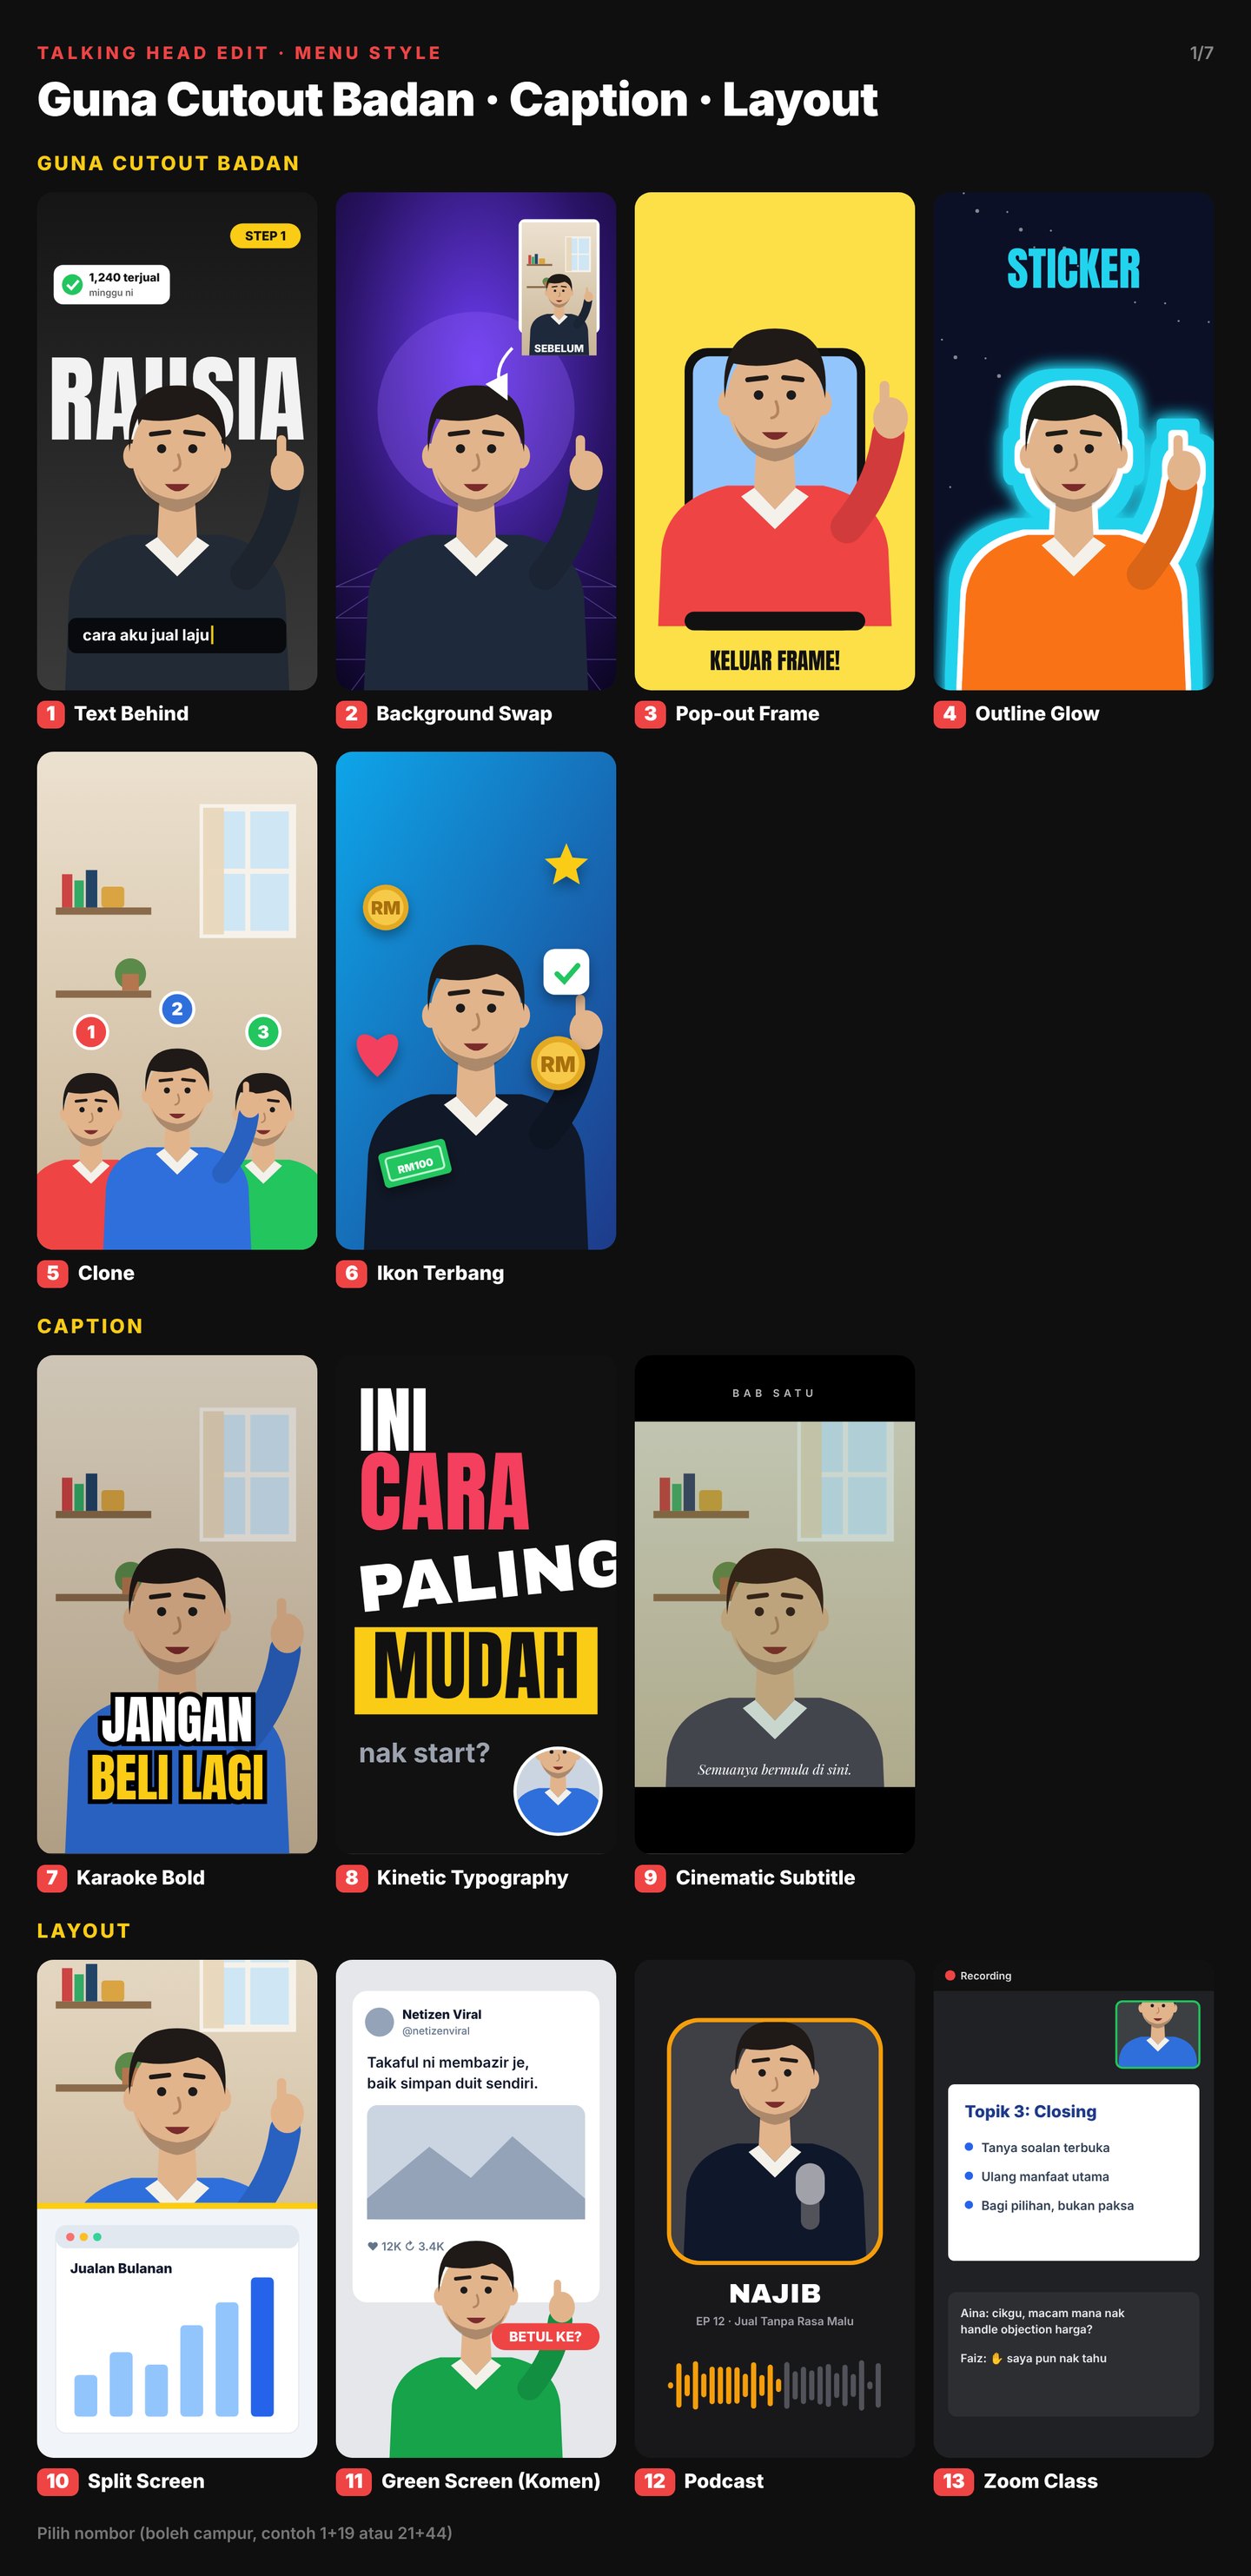 TALKING HEAD EDIT · MENU STYLE
1/7
Guna Cutout Badan · Caption · Layout
GUNA CUTOUT BADAN
STEP 1
1,240 terjual
minggu ni
RAHSIA
cara aku jual laju
1 Text Behind
SEBELUM
2 Background Swap
KELUAR FRAME!
3 Pop-out Frame
STICKER
4 Outline Glow
1
2
3
5 Clone
RM
RM
RM100
6 Ikon Terbang
CAPTION
JANGAN
BELI LAGI
7 Karaoke Bold
INI
CARA
PALING
MUDAH
nak start?
8 Kinetic Typography
BAB SATU
Semuanya bermula di sini.
9 Cinematic Subtitle
LAYOUT
Jualan Bulanan
10 Split Screen
Netizen Viral
@netizenviral
Takaful ni membazir je,
baik simpan duit sendiri.
♥ 12K ↻ 3.4K
BETUL KE?
11 Green Screen (Komen)
NAJIB
EP 12 · Jual Tanpa Rasa Malu
12 Podcast
Recording
Topik 3: Closing
Tanya soalan terbuka
Ulang manfaat utama
Bagi pilihan, bukan paksa
Aina: cikgu, macam mana nak
handle objection harga?
Faiz: ✋ saya pun nak tahu
13 Zoom Class
Pilih nombor (boleh campur, contoh 1+19 atau 21+44)